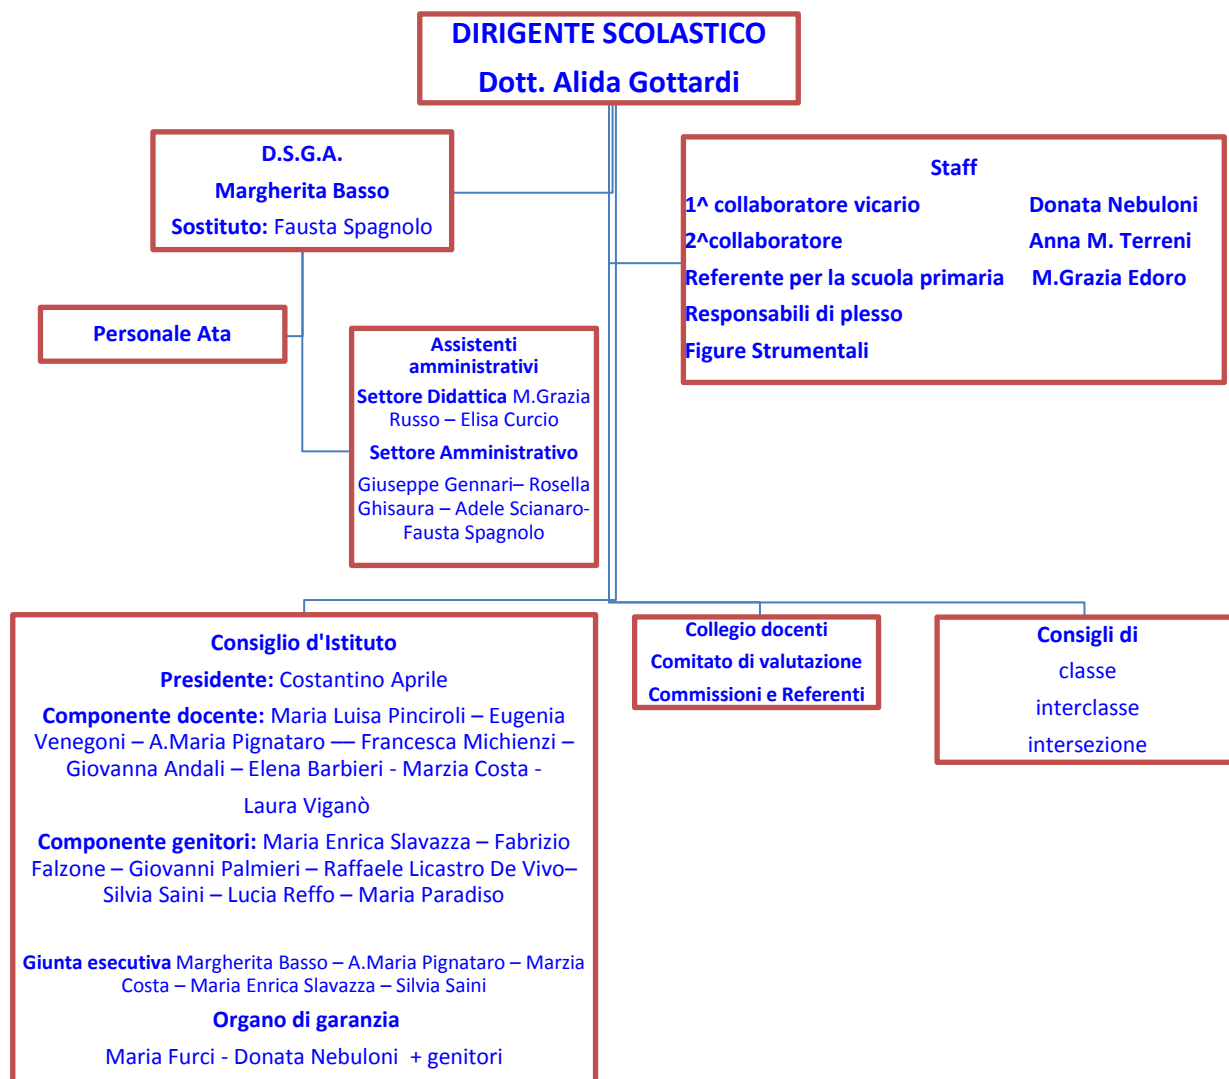 DIRIGENTE SCOLASTICO
Dott. Alida Gottardi
D.S.G.A.
Margherita Basso
Sostituto: Fausta Spagnolo
Staff
1^ collaboratore vicario Donata Nebuloni
2^collaboratore Anna M. Terreni
Referente per la scuola primaria M.Grazia Edoro
Responsabili di plesso
Figure Strumentali
Personale Ata
Assistenti
amministrativi
Settore Didattica M.Grazia
Russo – Elisa Curcio
Settore Amministrativo
Giuseppe Gennari– Rosella
Ghisaura – Adele Scianaro-
Fausta Spagnolo
Consiglio d'Istituto
Presidente: Costantino Aprile
Componente docente: Maria Luisa Pinciroli – Eugenia
Venegoni – A.Maria Pignataro –– Francesca Michienzi –
Giovanna Andali – Elena Barbieri - Marzia Costa -
Laura Viganò
Componente genitori: Maria Enrica Slavazza – Fabrizio
Falzone – Giovanni Palmieri – Raffaele Licastro De Vivo–
Silvia Saini – Lucia Reffo – Maria Paradiso
Giunta esecutiva Margherita Basso – A.Maria Pignataro – Marzia
Costa – Maria Enrica Slavazza – Silvia Saini
Organo di garanzia
Maria Furci - Donata Nebuloni + genitori
Collegio docenti
Comitato di valutazione
Commissioni e Referenti
Consigli di
classe
interclasse
intersezione